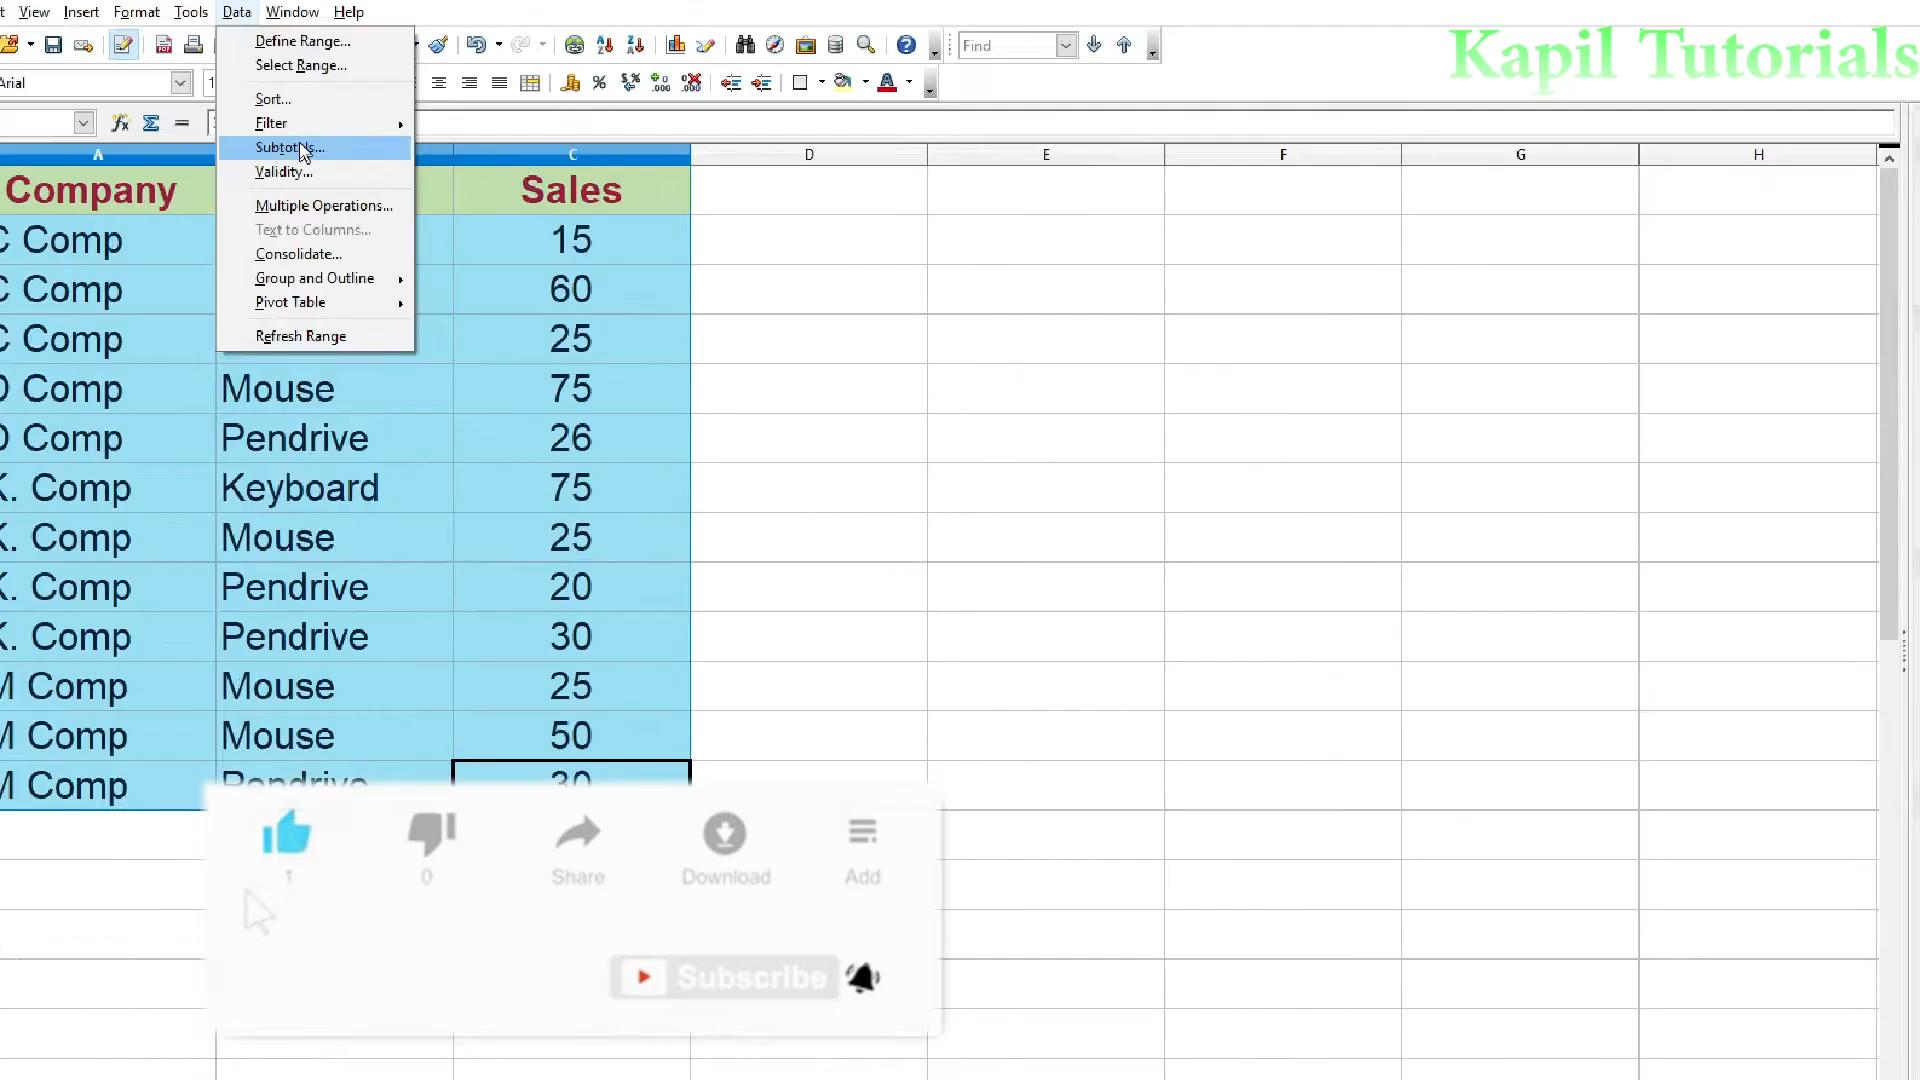 View Insert Format Tools Data Window Help
Kapil Tutorials
Find
Arial
Define Range...
Select Range...
Sort...
Filter
Validity...
Multiple Operations...
Text to Columns...
Consolidate...
Group and Outline
Pivot Table
Refresh Range
A C D E F G H
Company Sales
C Comp 15
C Comp 60
C Comp 25
D Comp Mouse 75
D Comp Pendrive 26
K. Comp Keyboard 75
K. Comp Mouse 25
K. Comp Pendrive 20
K. Comp Pendrive 30
M Comp Mouse 25
M Comp Mouse 50
M Comp Pendrive 30
1 0 Share Download Add
Subscribe